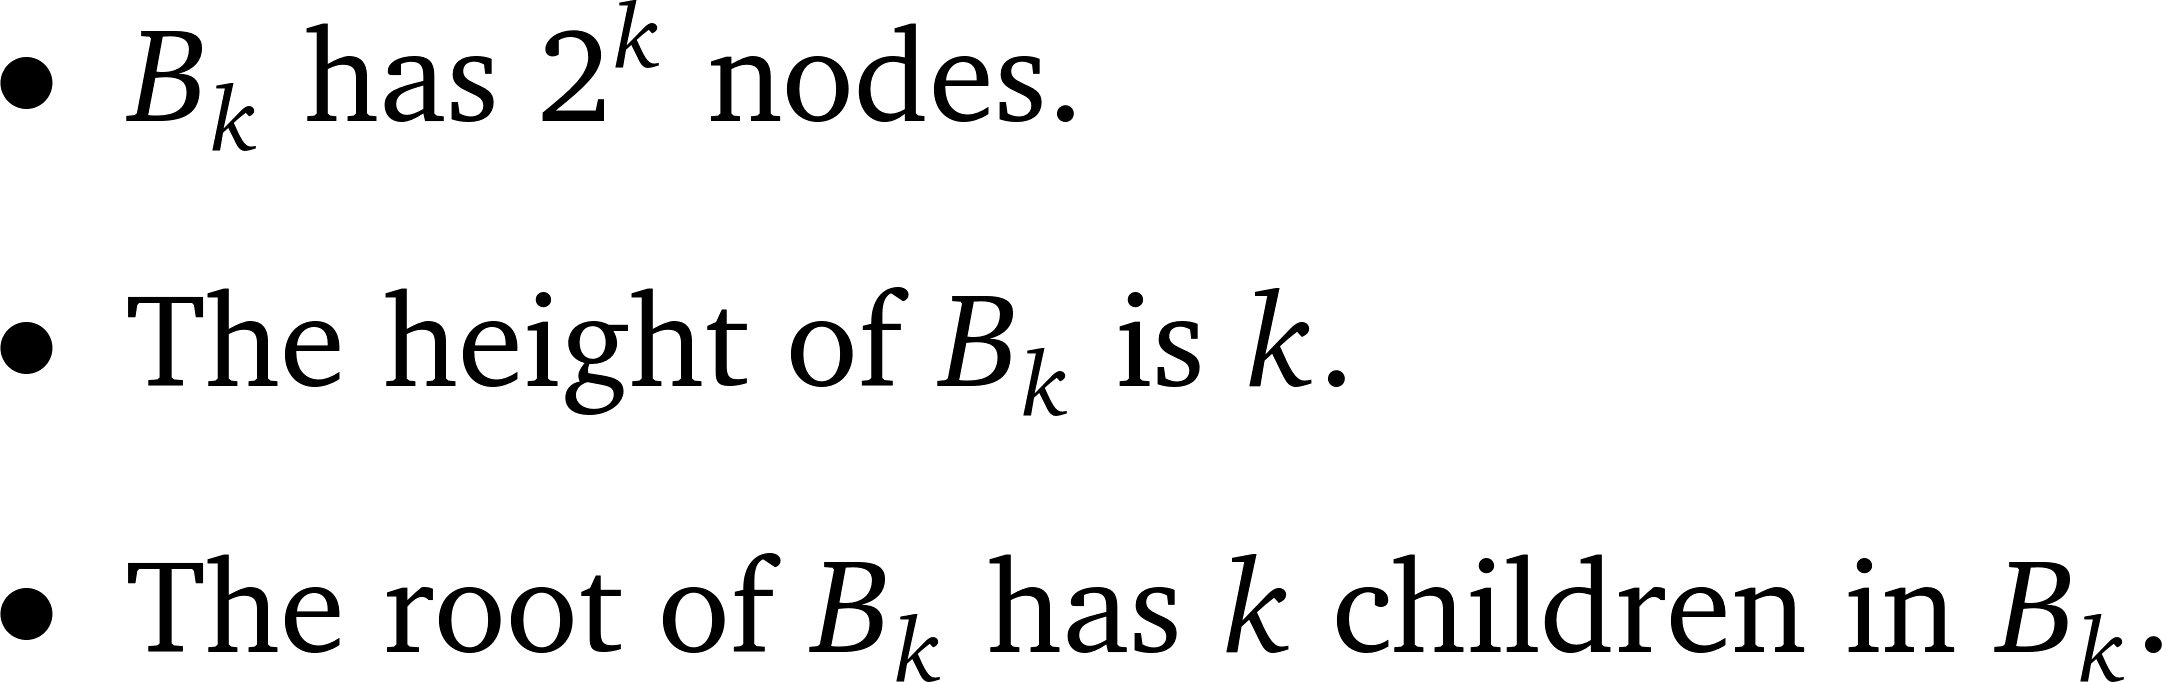 • $B_k$ has $2^k$ nodes.
• The height of $B_k$ is $k$.
• The root of $B_k$ has $k$ children in $B_k$.